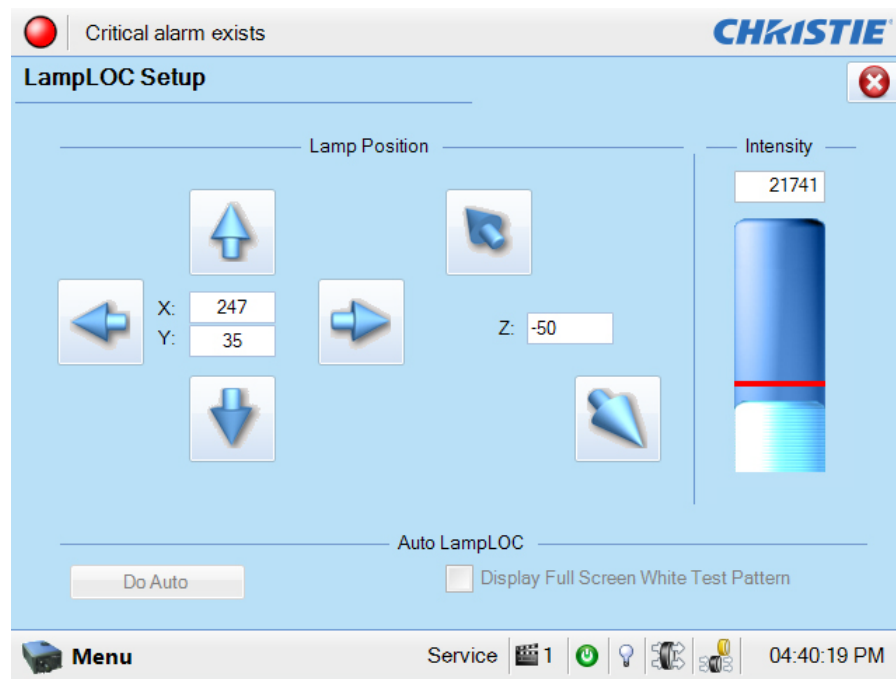 Critical alarm exists
CHRISTIE
LampLOC Setup
Lamp Position
Intensity
21741
X: 247
Y: 35
Z: -50
Auto LampLOC
Do Auto
Display Full Screen White Test Pattern
Menu
Service
1
04:40:19 PM